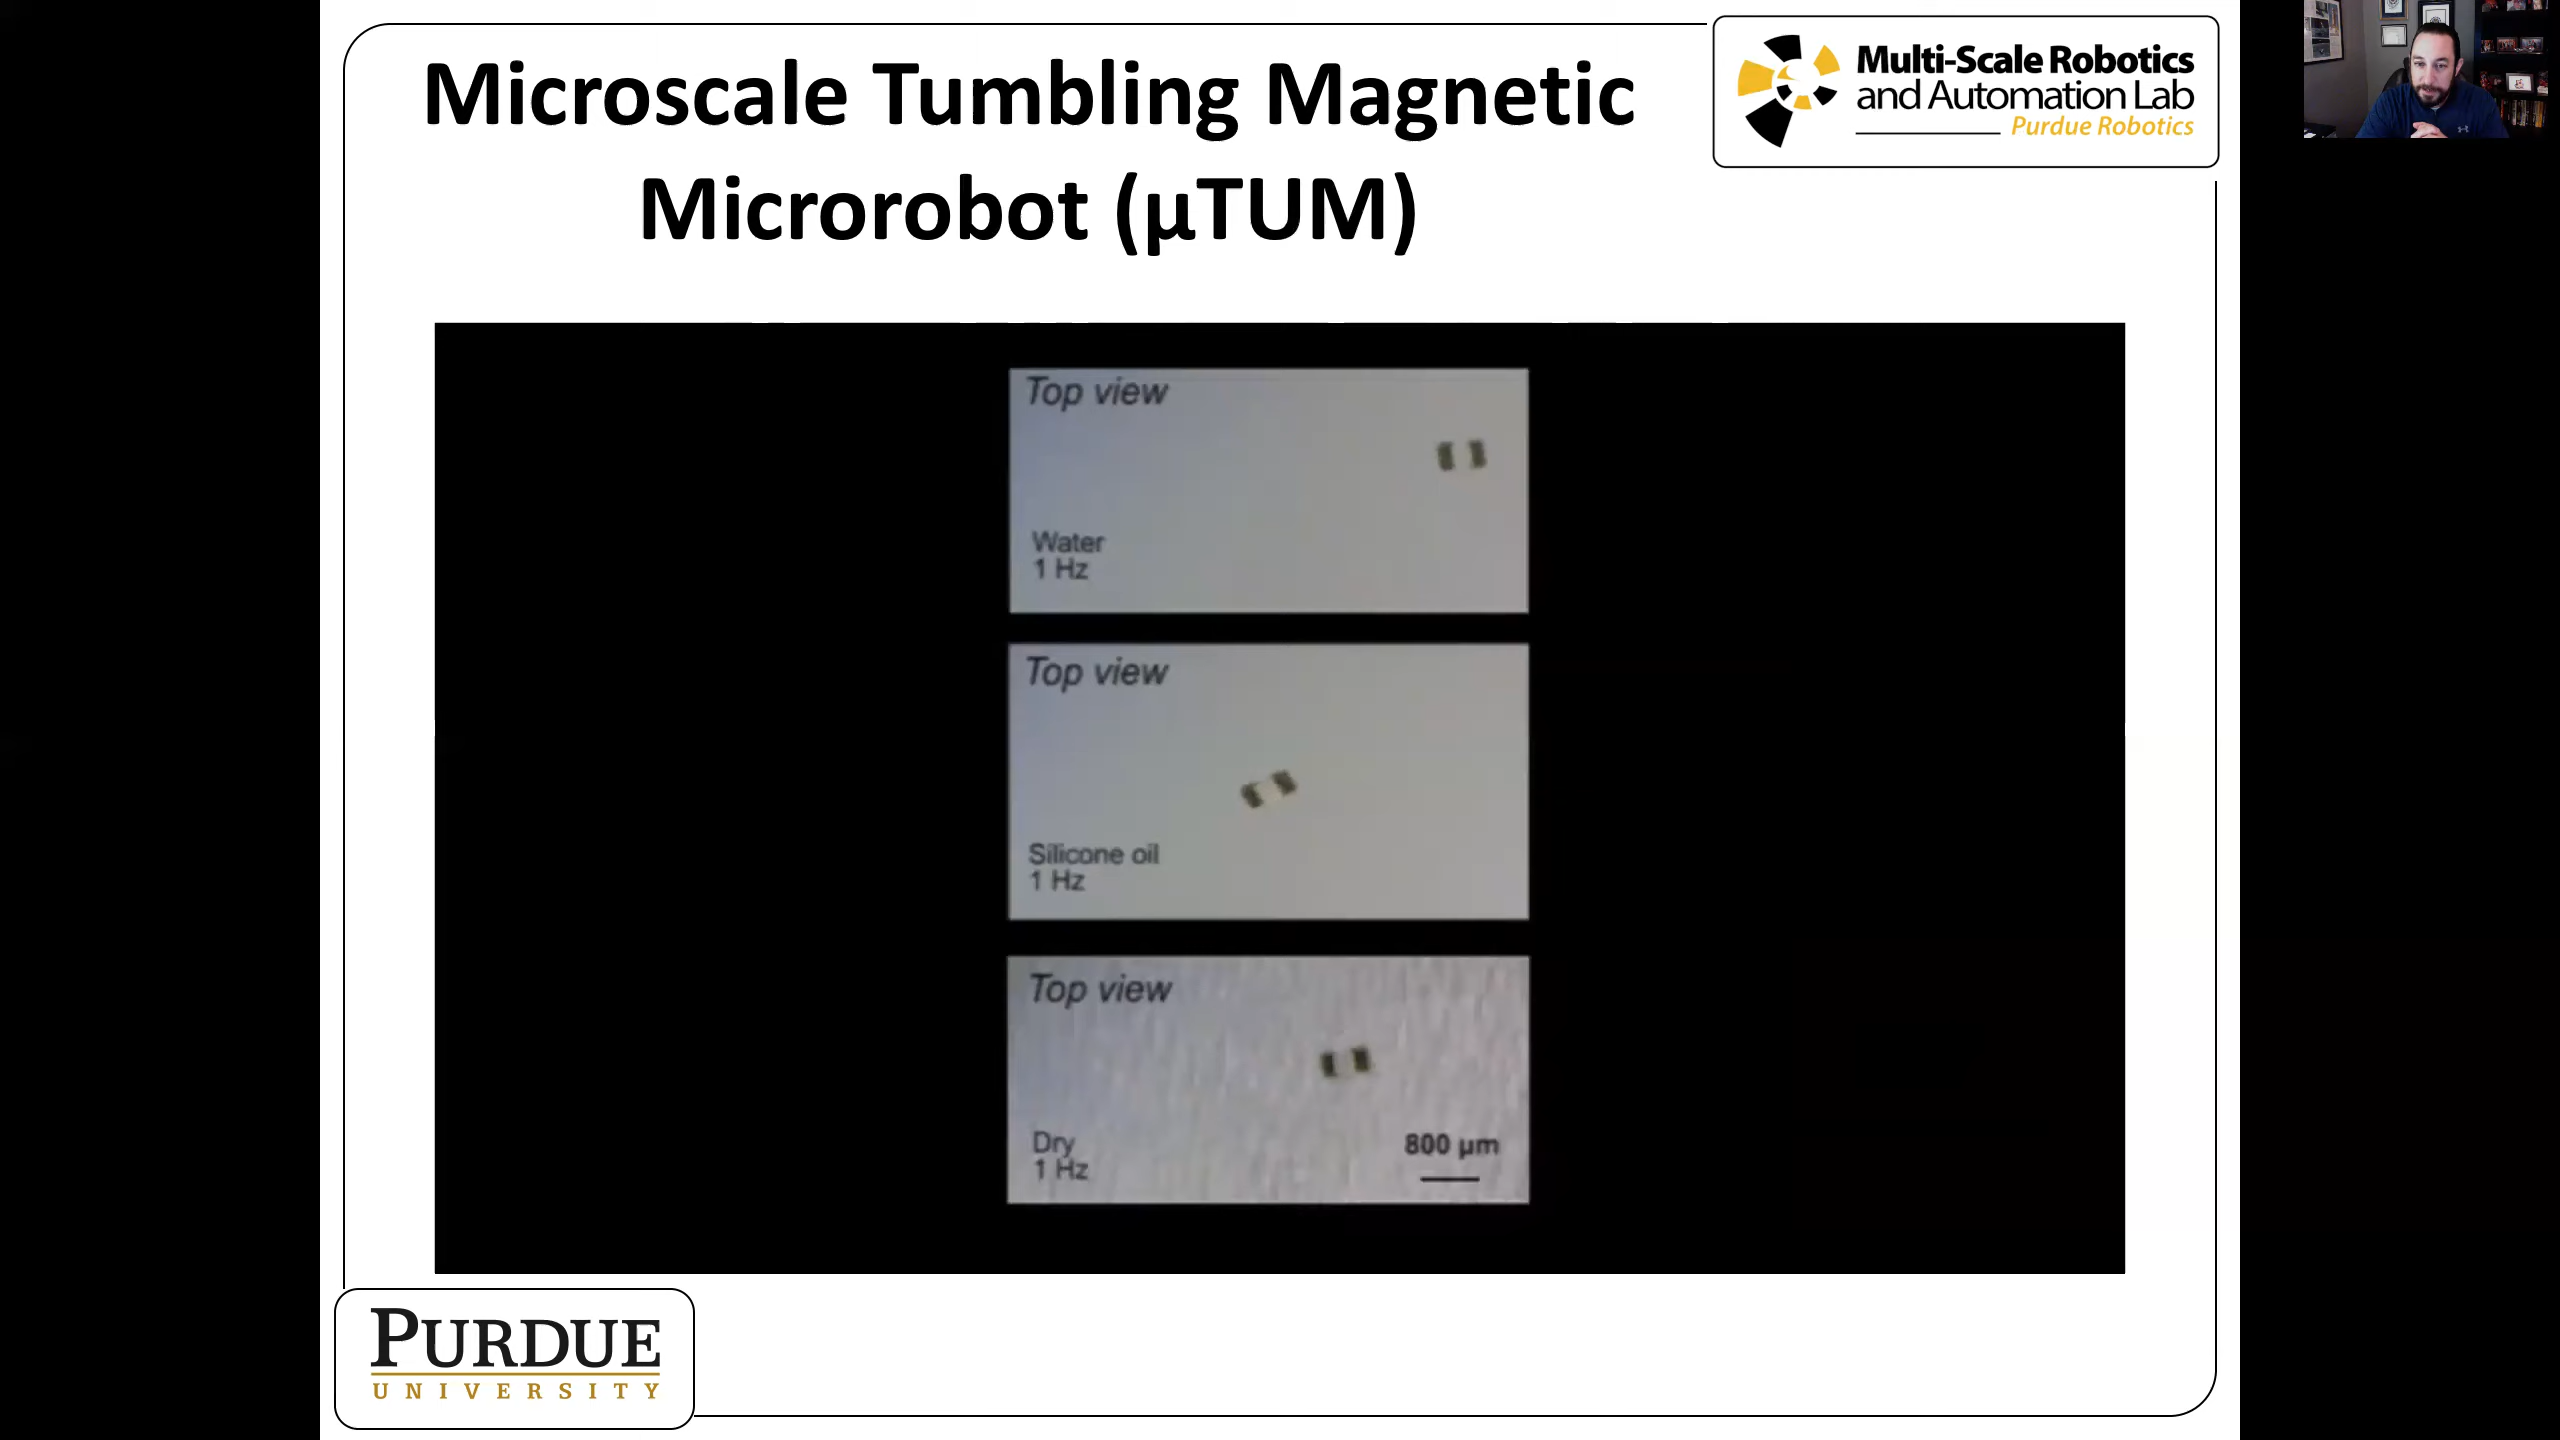 Microscale Tumbling Magnetic
Microrobot (µTUM)
Multi-Scale Robotics
and Automation Lab
Purdue Robotics
Top view
Water
1 Hz
Top view
Silicone oil
1 Hz
Top view
Dry
1 Hz
800 µm
PURDUE
UNIVERSITY